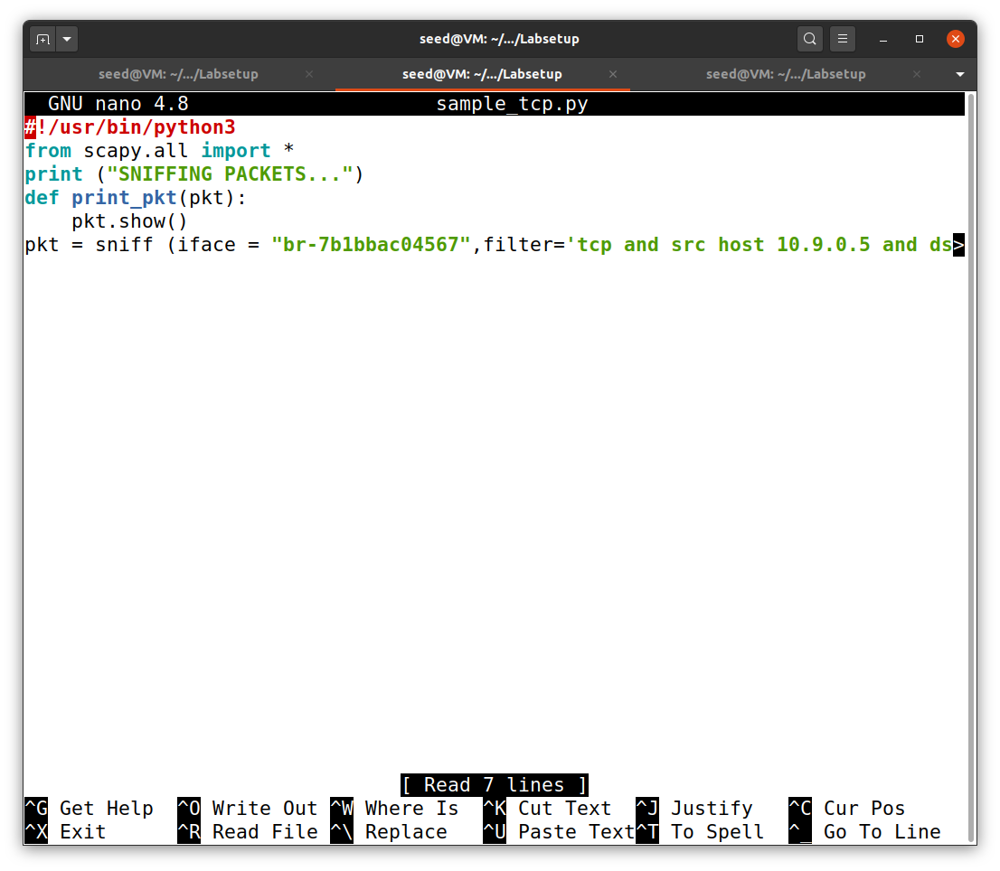 seed@VM: ~/.../Labsetup
seed@VM: ~/.../Labsetup seed@VM: ~/.../Labsetup seed@VM: ~/.../Labsetup
GNU nano 4.8 sample_tcp.py
#!/usr/bin/python3
from scapy.all import *
print ("SNIFFING PACKETS...")
def print_pkt(pkt):
    pkt.show()
pkt = sniff (iface = "br-7b1bbac04567",filter='tcp and src host 10.9.0.5 and ds>
[ Read 7 lines ]
^G Get Help ^O Write Out ^W Where Is ^K Cut Text ^J Justify ^C Cur Pos
^X Exit ^R Read File ^\ Replace ^U Paste Text ^T To Spell ^_ Go To Line